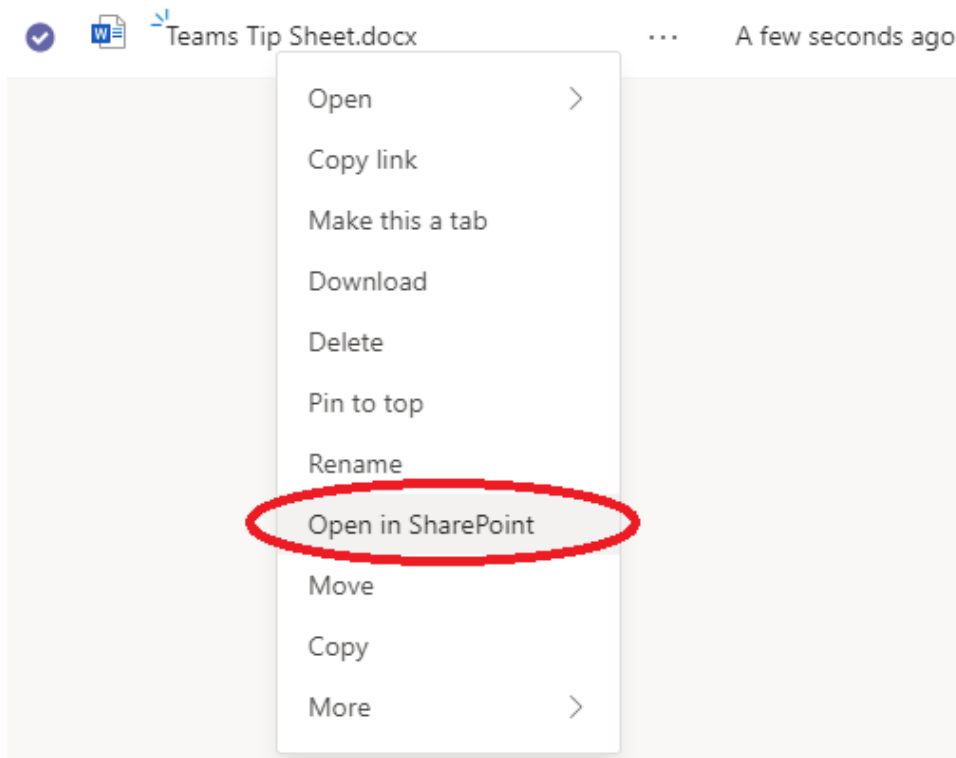 Teams Tip Sheet.docx ... A few seconds ago
Open
Copy link
Make this a tab
Download
Delete
Pin to top
Rename
Open in SharePoint
Move
Copy
More